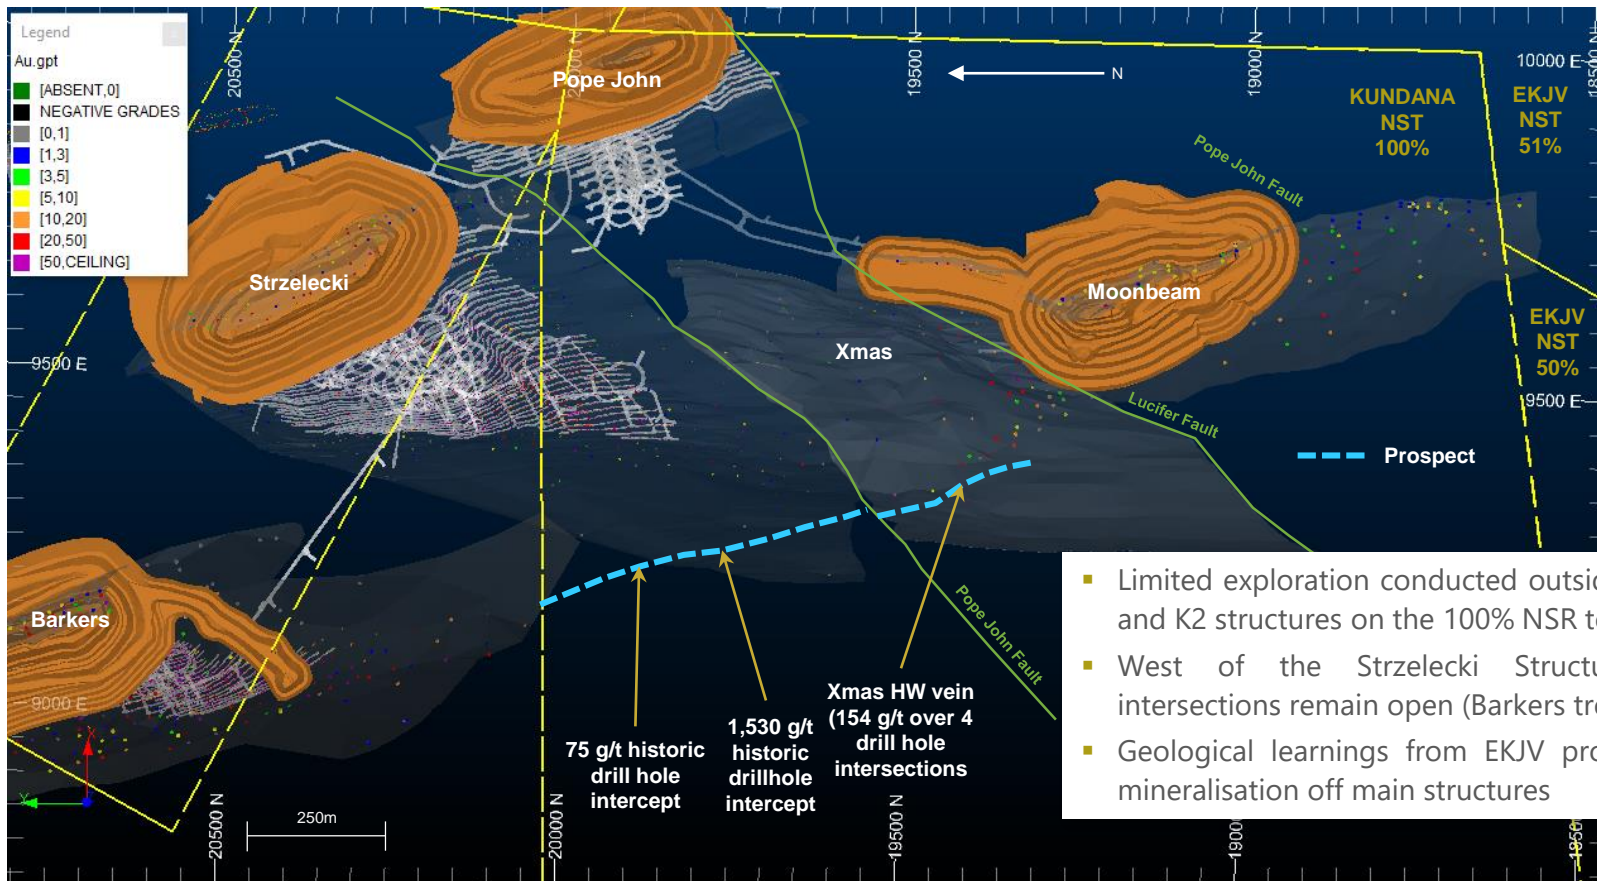 Legend
Au.gpt
[ABSENT,0]
NEGATIVE GRADES
[0,1]
[1,3]
[3,5]
[5,10]
[10,20]
[20,50]
[50,CEILING]
20500 N
19500 N
19000 N
10000 E
N
Pope John
KUNDANA
NST
100%
EKJV
NST
51%
Pope John Fault
Strzelecki
Moonbeam
EKJV
NST
50%
Xmas
9500 E
9500 E
Lucifer Fault
Prospect
Barkers
9000 E
Pope John Fault
75 g/t historic
drill hole
intercept
1,530 g/t
historic
drillhole
intercept
Xmas HW vein
(154 g/t over 4
drill hole
intersections
▪ Limited exploration conducted
and K2 structures on the 100% NSR
▪ West of the Strzelecki
intersections remain open (Barkers
▪ Geological learnings from EKJV
mineralisation off main structures
X
Y
250m
20500 N
20000 N
19500 N